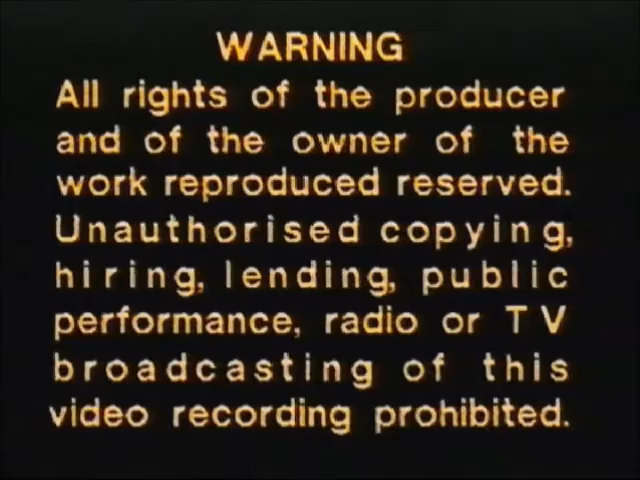 WARNING
All rights of the producer
and of the owner of the
work reproduced reserved.
Unauthorised copying,
hiring, lending, public
performance, radio or TV
broadcasting of this
video recording prohibited.